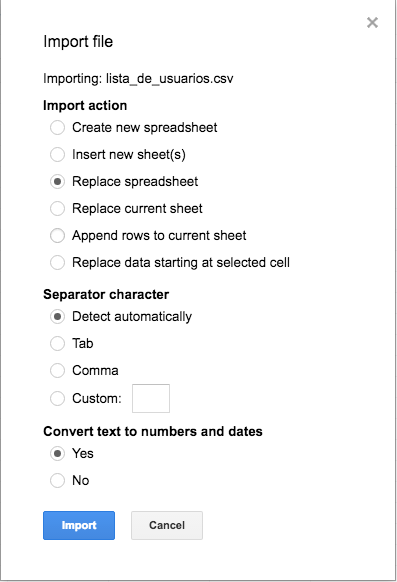 Import file
Importing: lista_de_usuarios.csv
Import action
Create new spreadsheet
Insert new sheet(s)
Replace spreadsheet
Replace current sheet
Append rows to current sheet
Replace data starting at selected cell
Separator character
Detect automatically
Tab
Comma
Custom:
Convert text to numbers and dates
Yes
No
Import Cancel